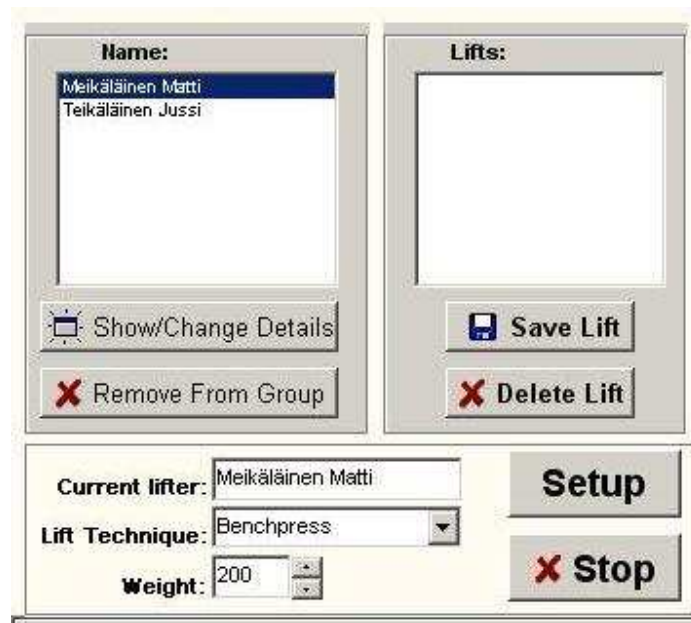 Name:
Meikäläinen Matti
Teikäläinen Jussi
Show/Change Details
Remove From Group
Lifts:
Save Lift
Delete Lift
Current lifter: Meikäläinen Matti
Lift Technique: Benchpress
Weight: 200
Setup
Stop